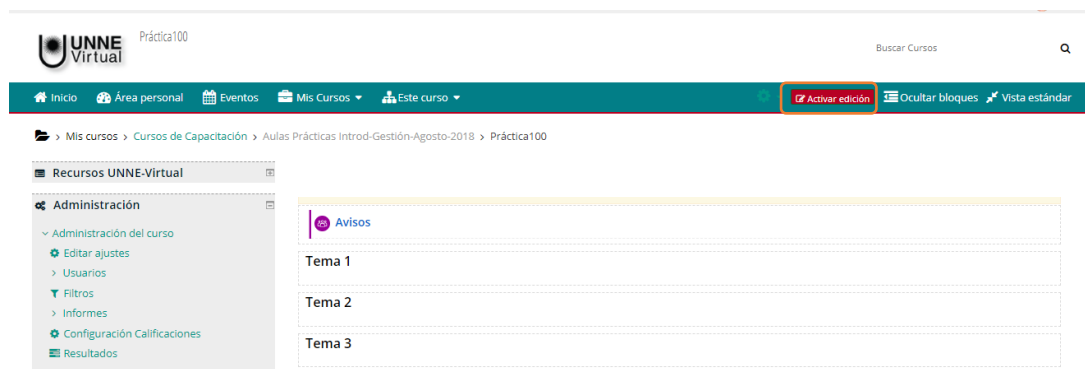 UNNE
Virtual
Práctica100
Buscar Cursos
Inicio Área personal Eventos Mis Cursos Este curso Activar edición Ocultar bloques Vista estándar
› Mis cursos › Cursos de Capacitación › Aulas Prácticas Introd-Gestión-Agosto-2018 › Práctica100
Recursos UNNE-Virtual
Administración
Administración del curso
Editar ajustes
Usuarios
Filtros
Informes
Configuración Calificaciones
Resultados
Avisos
Tema 1
Tema 2
Tema 3